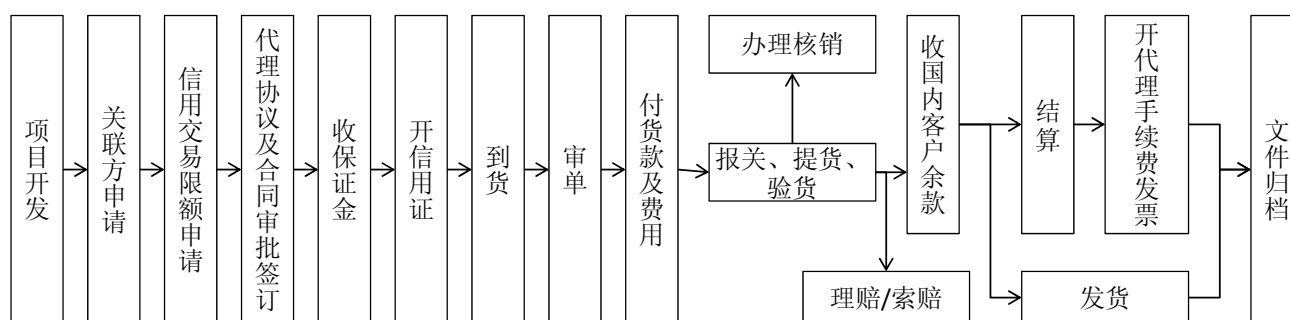 项目开发
关联方申请
信用交易限额申请
代理协议及合同审批签订
收保证金
开信用证
到货
审单
付货款及费用
办理核销
报关、提货、
验货
理赔/索赔
收国内客户余款
结算
开代理手续费发票
发货
文件归档